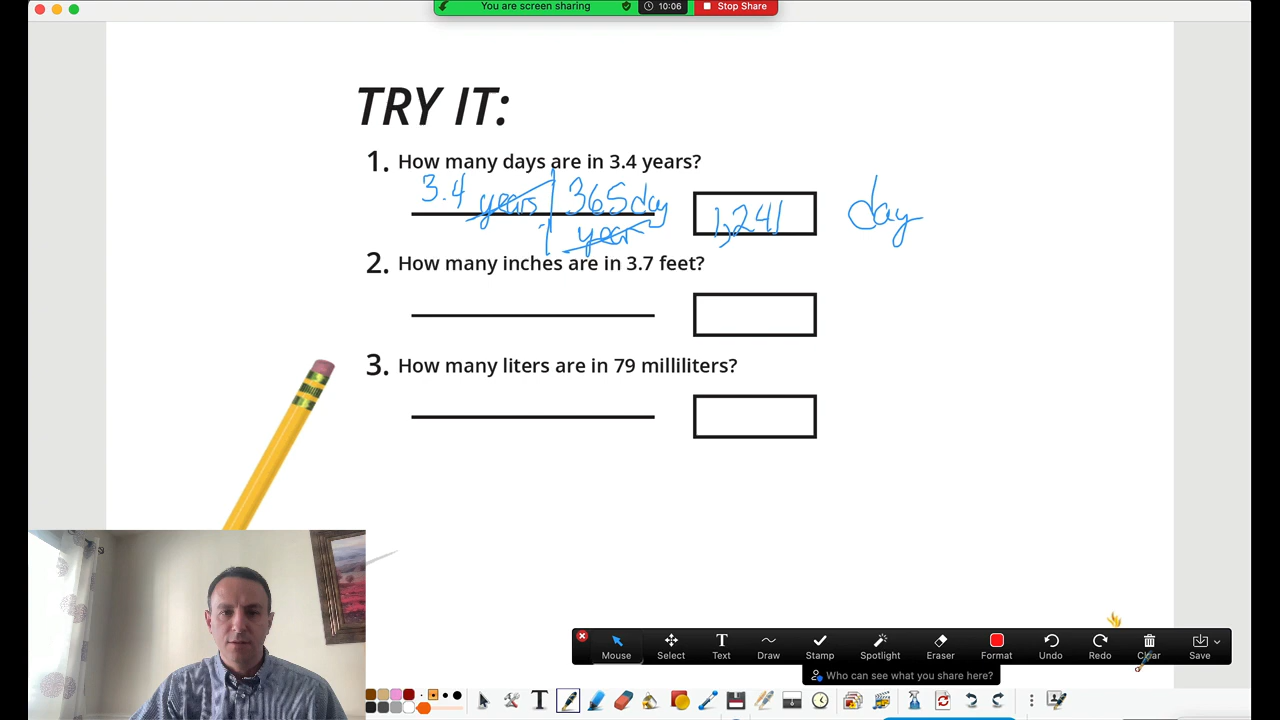 You are screen sharing 10:06 Stop Share
TRY IT:
1. How many days are in 3.4 years?
3.4 years 365 day
1 year
1,241 day
2. How many inches are in 3.7 feet?
3. How many liters are in 79 milliliters?
Mouse Select Text Draw Stamp Spotlight Eraser Format Undo Redo Clear Save
Who can see what you share here?